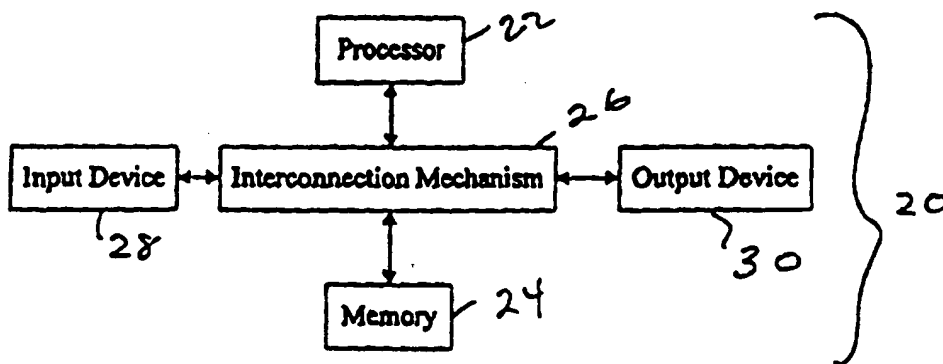 Processor
22
26
Input Device
Interconnection Mechanism
Output Device
20
28
30
Memory
24